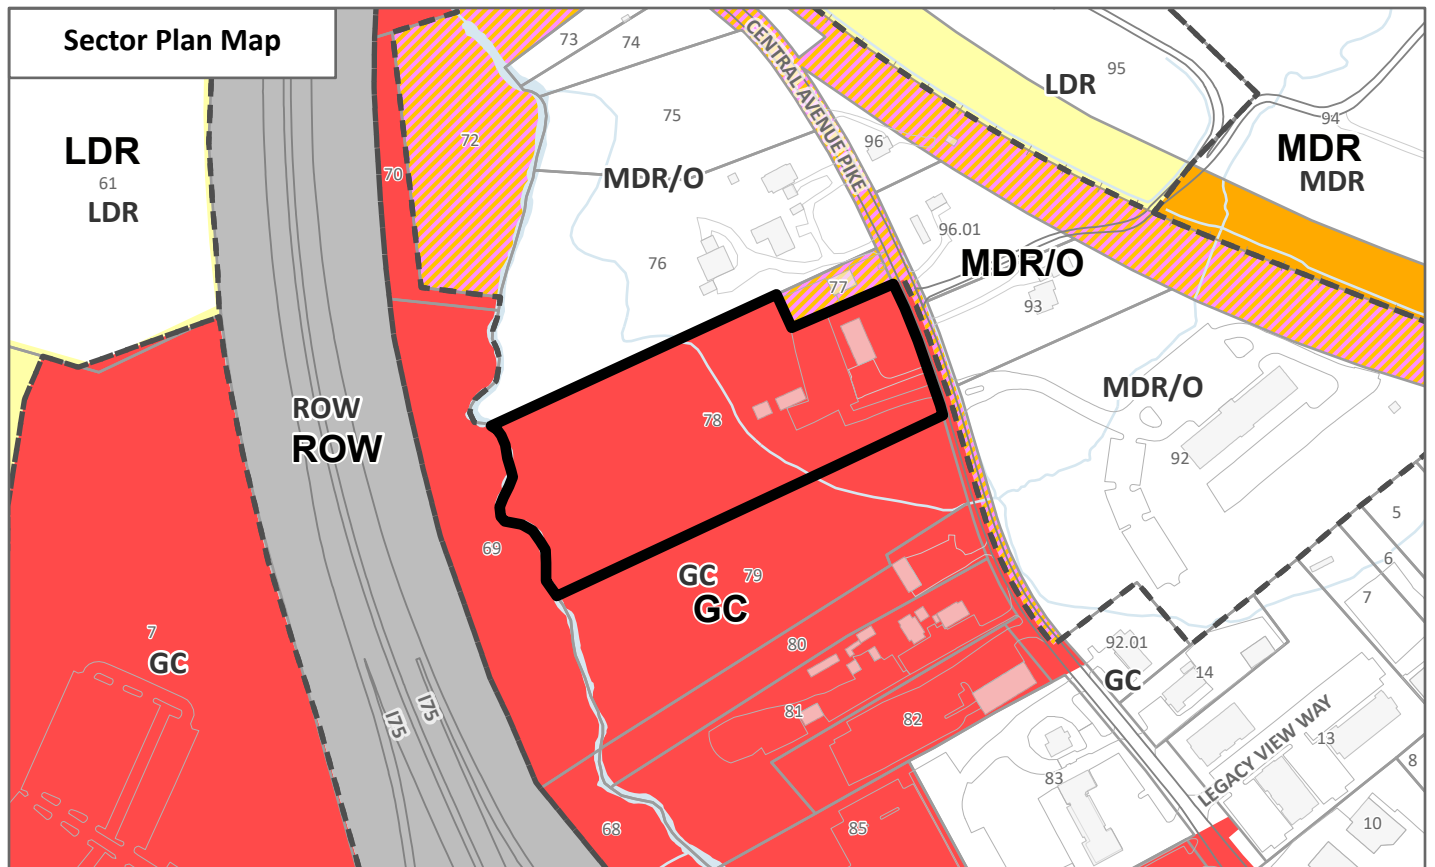 Sector Plan Map
73
74
CENTRAL AVENUE PIKE
95
LDR
94
72
75
96
MDR
MDR
LDR
61
LDR
70
MDR/O
96.01
MDR/O
76
77
93
MDR/O
ROW
ROW
78
92
5
69
6
GC
79
GC
7
7
GC
80
92.01
GC
14
I75
I75
81
82
LEGACY VIEW WAY
13
8
83
68
85
10